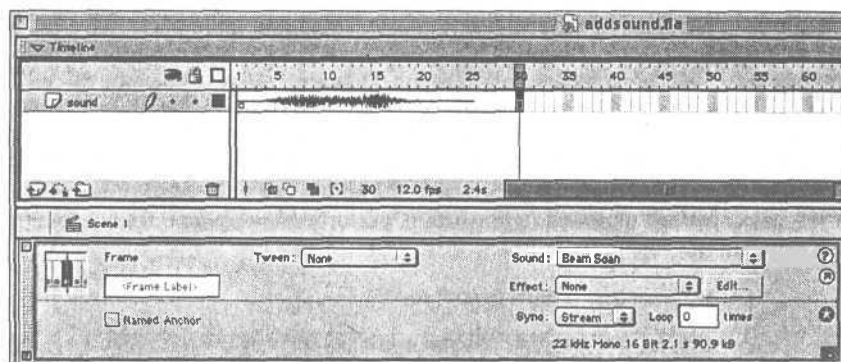 addsound.fla
Timeline
1 5 10 15 20 25 30 35 40 45 50 55 60
sound
30 12.0 fps 2.4s
Scene 1
Frame Tween: None Sound: Beam Scan
<Frame Label> Effect: None Edit...
Named Anchor Sync: Stream Loop 0 times
22 kHz Mono 16 Bit 2.1 s 90.9 kB